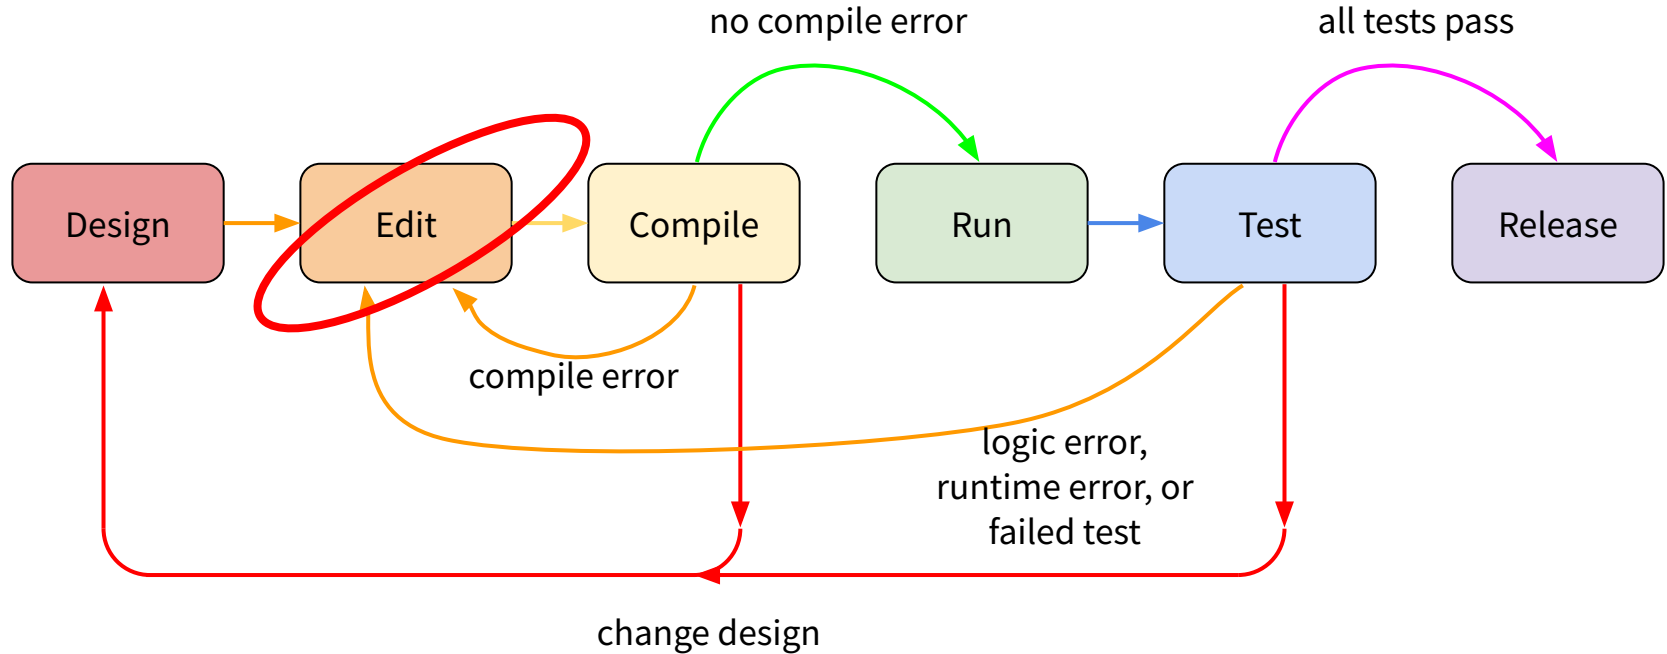 no compile error
all tests pass
Design
Edit
Compile
Run
Test
Release
compile error
logic error,
runtime error, or
failed test
change design